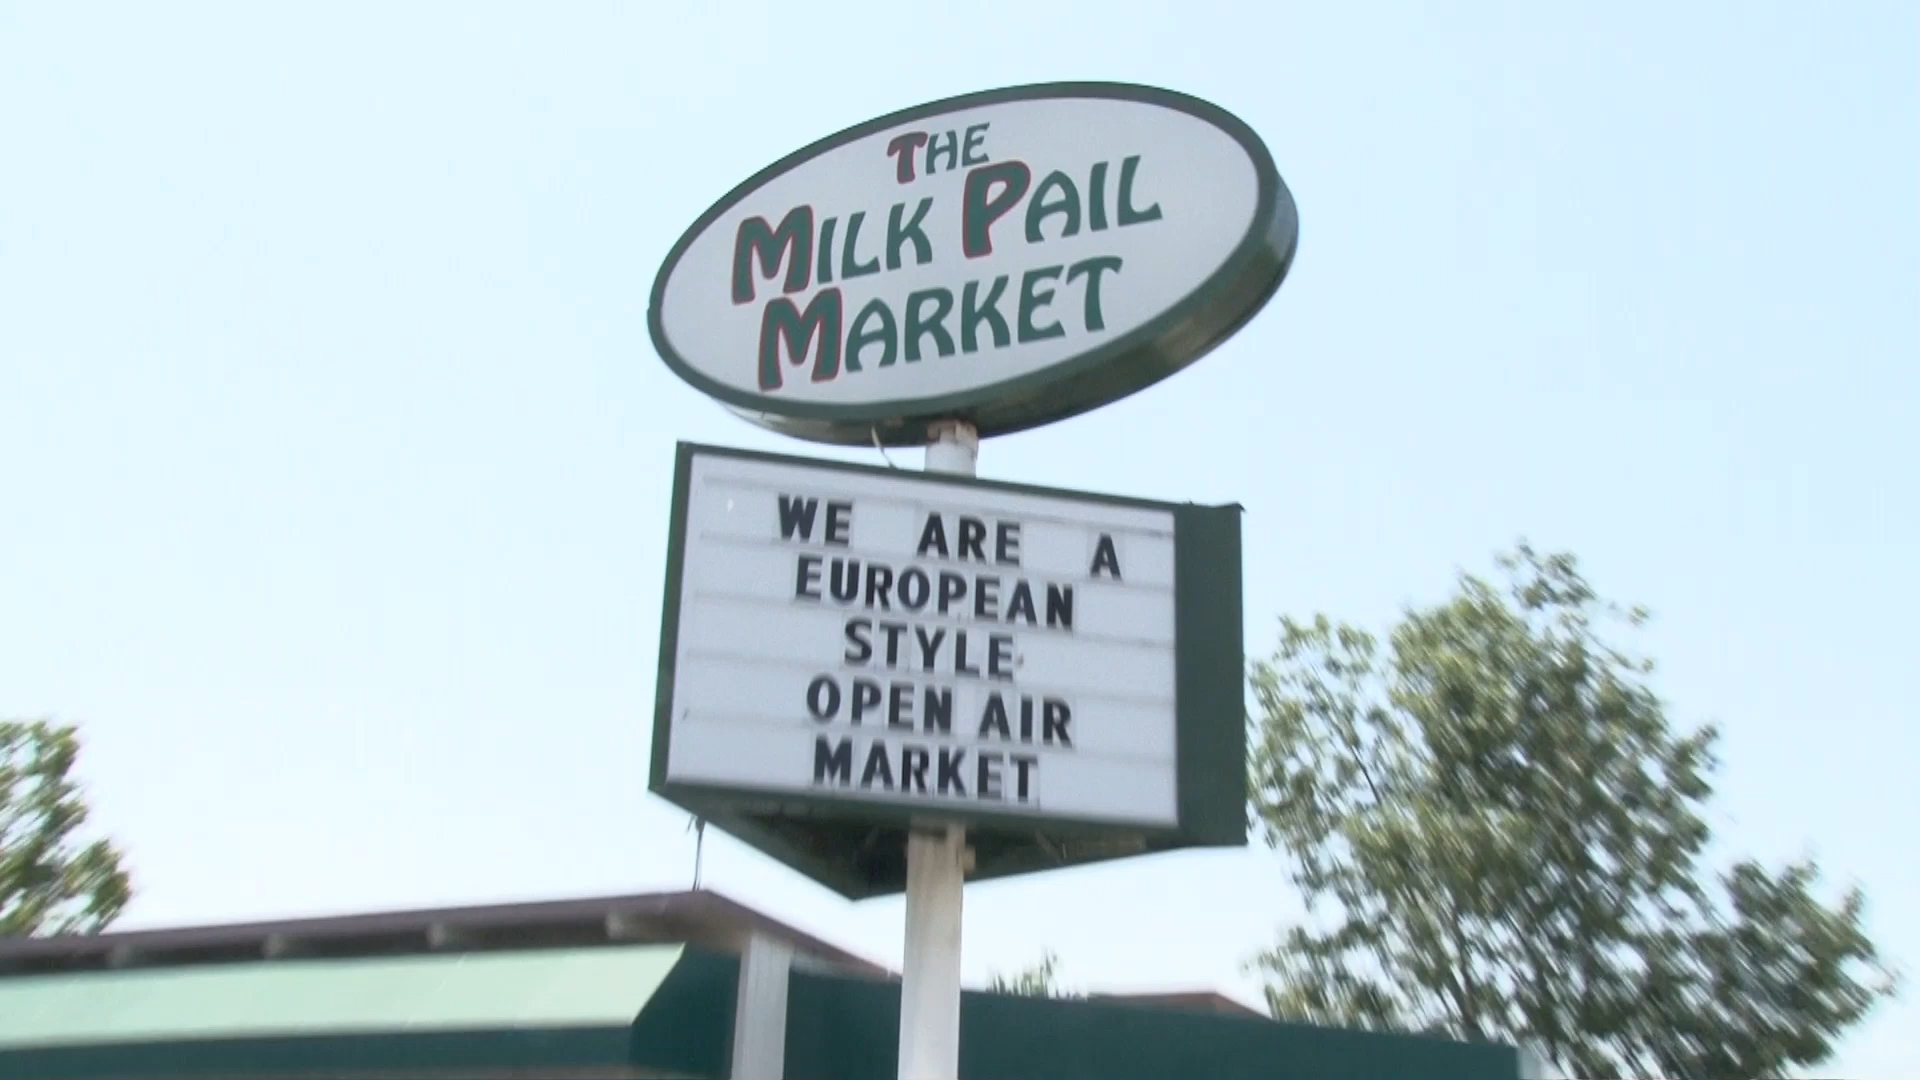 THE
MILK PAIL
MARKET
WE ARE A
EUROPEAN
STYLE
OPEN AIR
MARKET